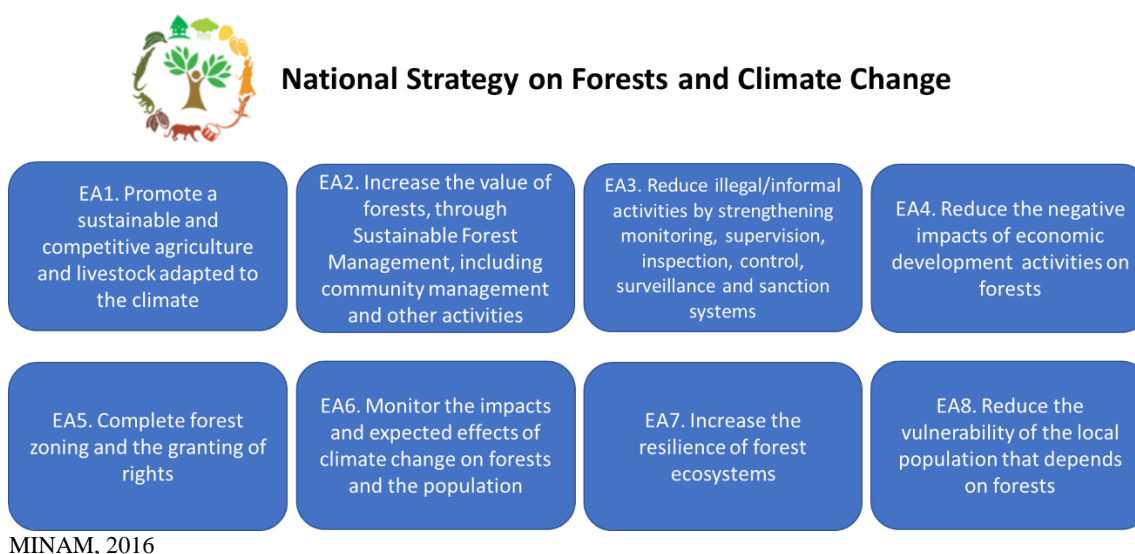 National Strategy on Forests and Climate Change
EA1. Promote a
sustainable and
competitive agriculture
and livestock adapted to
the climate
EA2. Increase the value of
forests, through
Sustainable Forest
Management, including
community management
and other activities
EA3. Reduce illegal/informal
activities by strengthening
monitoring, supervision,
inspection, control,
surveillance and sanction
systems
EA4. Reduce the negative
impacts of economic
development activities on
forests
EA5. Complete forest
zoning and the granting of
rights
EA6. Monitor the impacts
and expected effects of
climate change on forests
and the population
EA7. Increase the
resilience of forest
ecosystems
EA8. Reduce the
vulnerability of the local
population that depends
on forests
MINAM, 2016